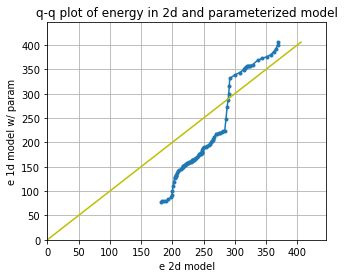 q-q plot of energy in 2d and parameterized model
e 1d model w/ param
400
350
300
250
200
150
100
50
0
0 50 100 150 200 250 300 350 400
e 2d model